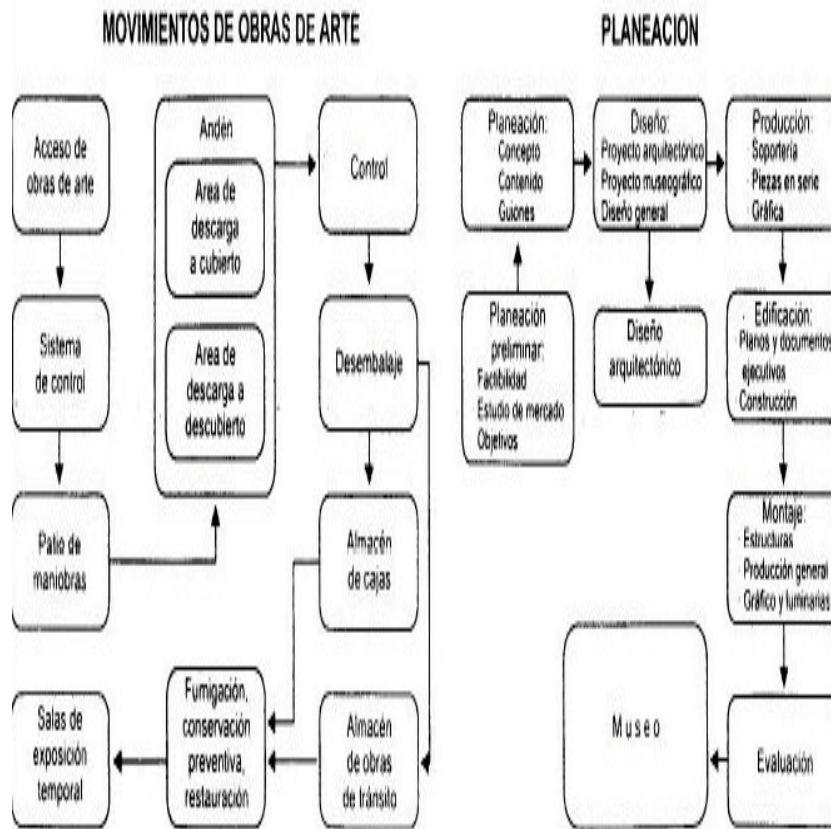 MOVIMIENTOS DE OBRAS DE ARTE
Acceso de
obras de arte
Sistema
de control
Patio de
maniobras
Andén
Area de
descarga
a cubierto
Area de
descarga a
descubierto
Control
Desembalaje
Almacén
de cajas
Almacén
de obras
de tránsito
Fumigación,
conservación
preventiva,
restauración
Salas de
exposición
temporal
PLANEACION
Planeación:
Concepto
Contenido
Guiones
Planeación
preliminar:
Factibilidad
Estudio de mercado
Objetivos
Diseño:
Proyecto arquitectónico
Proyecto museográfico
Diseño general
Diseño
arquitectónico
Producción:
· Soportería
· Piezas en serie
· Gráfica
Edificación:
· Planos y documentos
ejecutivos
· Construcción
Montaje:
· Estructuras
· Producción general
· Gráfico y luminarias
Evaluación
Museo